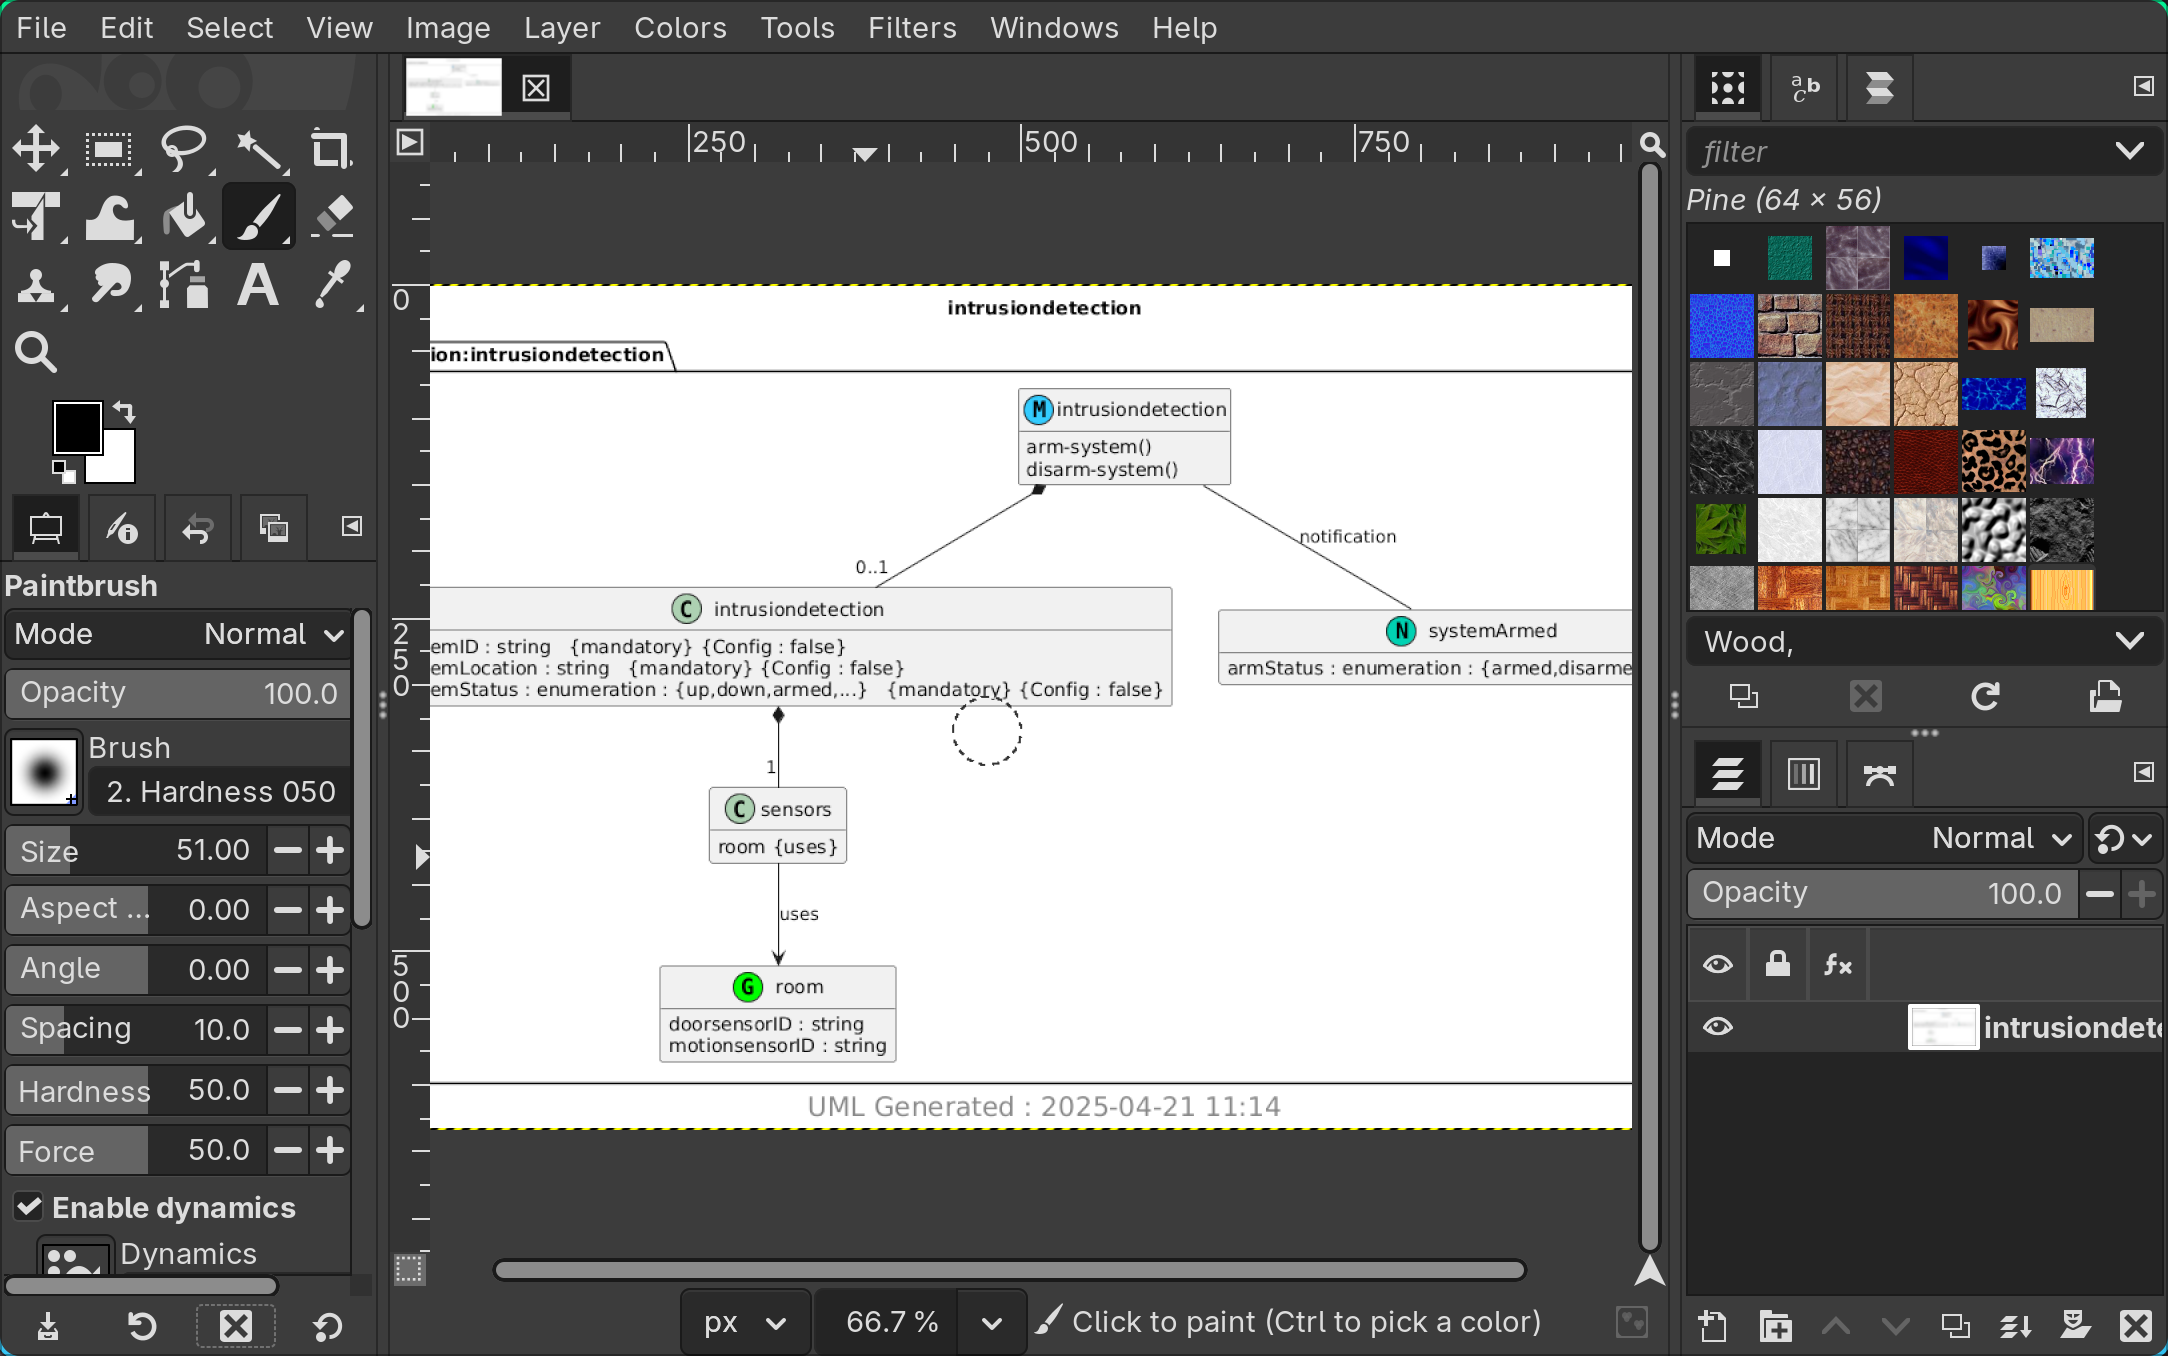 File Edit Select View Image Layer Colors Tools Filters Windows Help
250 500 750
filter
Pine (64 × 56)
0
intrusiondetection
ion:intrusiondetection
M intrusiondetection
arm-system()
disarm-system()
notification
0..1
C intrusiondetection
emID : string {mandatory} {Config : false}
emLocation : string {mandatory} {Config : false}
emStatus : enumeration : {up,down,armed,...} {mandatory} {Config : false}
N systemArmed
armStatus : enumeration : {armed,disarme
250
1
C sensors
room {uses}
uses
500
G room
doorsensorID : string
motionsensorID : string
UML Generated : 2025-04-21 11:14
Paintbrush
Mode Normal
Opacity 100.0
Brush
2. Hardness 050
Size 51.00
Aspect ... 0.00
Angle 0.00
Spacing 10.0
Hardness 50.0
Force 50.0
Enable dynamics
Dynamics
px 66.7 % Click to paint (Ctrl to pick a color)
Wood,
Mode Normal
Opacity 100.0
fx
intrusiondete